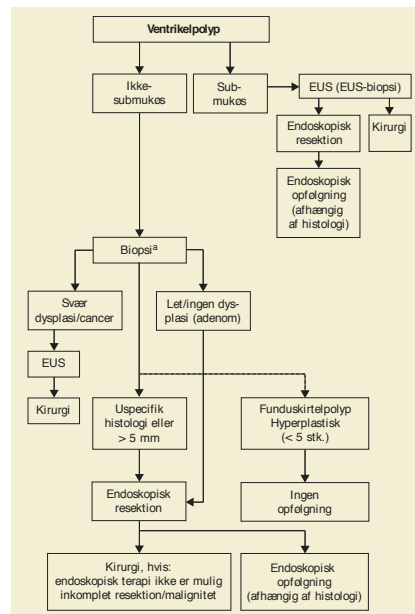 Ventrikelpolyp
Ikke-
submukøs
Sub-
mukøs
EUS (EUS-biopsi)
Endoskopisk
resektion
Kirurgi
Endoskopisk
opfølgning
(afhængig
af histologi)
Biopsia
Svær
dysplasi/cancer
Let/ingen dys-
plasi (adenom)
EUS
Kirurgi
Uspecifik
histologi eller
> 5 mm
Funduskirtelpolyp
Hyperplastisk
(< 5 stk.)
Endoskopisk
resektion
Ingen
opfølgning
Kirurgi, hvis:
endoskopisk terapi ikke er mulig
inkomplet resektion/malignitet
Endoskopisk
opfølgning
(afhængig af histologi)